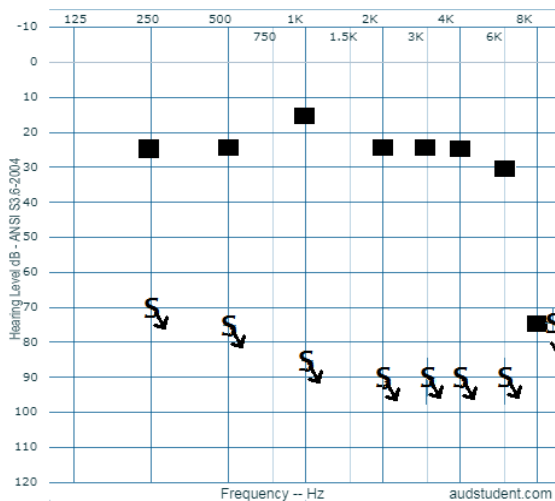 125 250 500 1K 2K 4K 8K
750 1.5K 3K 6K
-10
0
10
20
30
40
50
60
70
80
90
100
110
120
Hearing Level dB - ANSI S3.6-2004
S S S S S S S S
Frequency -- Hz audstudent.com